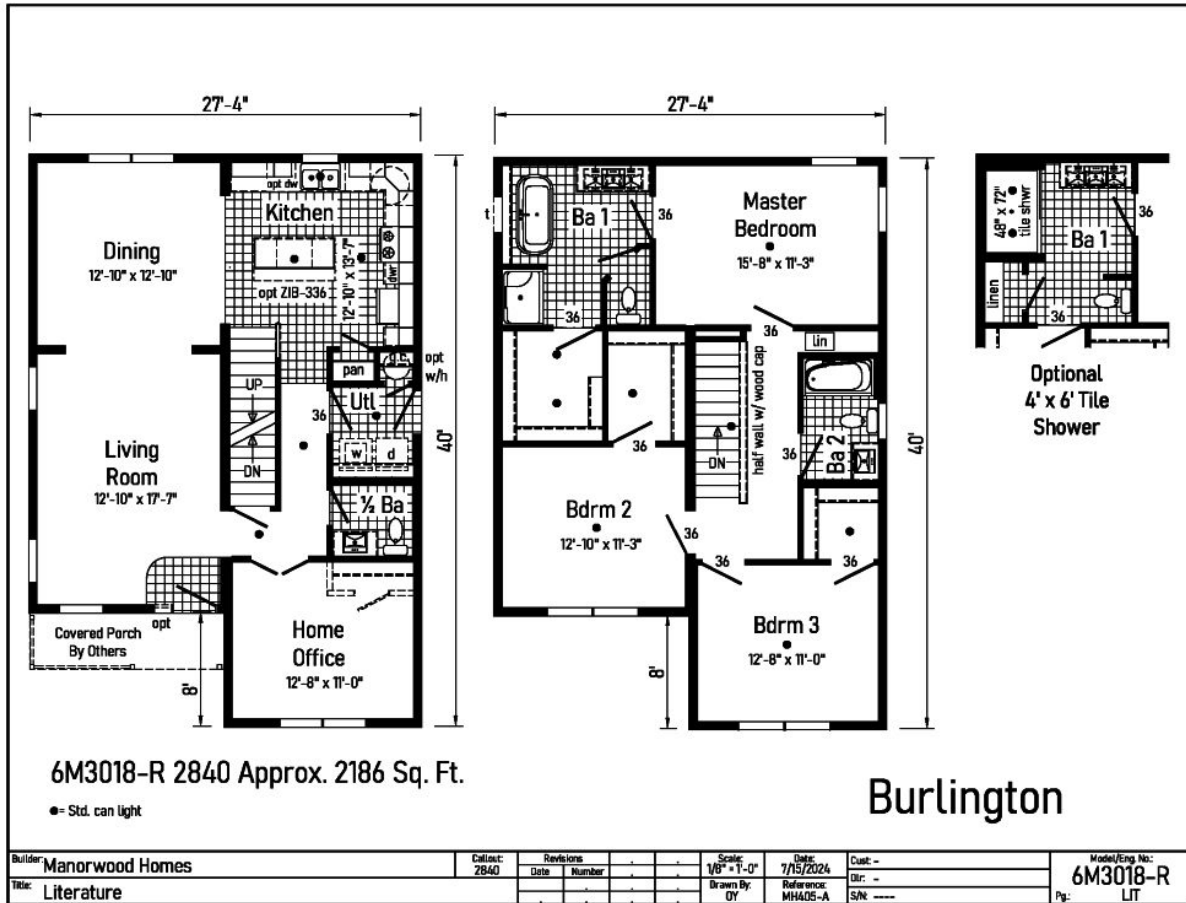 27'-4"
opt dw
Kitchen
12'-10" x 13'-7"
dwr
opt ZIB-336
Dining
12'-10" x 12'-10"
pan
opt
w/h
UP
DN
36
Utl
w
d
40'
Living
Room
12'-10" x 17'-7"
½ Ba
opt
Covered Porch
By Others
8'
Home
Office
12'-8" x 11'-0"
27'-4"
t
Ba 1
36
Master
Bedroom
15'-8" x 11'-3"
36
36
lin
half wall w/ wood cap
DN
36
Ba 2
36
40'
Bdrm 2
12'-10" x 11'-3"
36
36
36
Bdrm 3
12'-8" x 11'-0"
8'
48" x 72"
tile shwr
Ba 1
36
linen
36
Optional
4' x 6' Tile
Shower
6M3018-R 2840 Approx. 2186 Sq. Ft.
●= Std. can light
Burlington
Builder: Manorwood Homes
Title: Literature
Callout:
2840
Revisions
Date Number
Scale:
1/8" = 1'-0"
Date:
7/15/2024
Drawn By:
OY
Reference:
MH405-A
Cust: -
Dlr: -
S/N: ----
Model/Eng. No.:
6M3018-R
Pg.: LIT